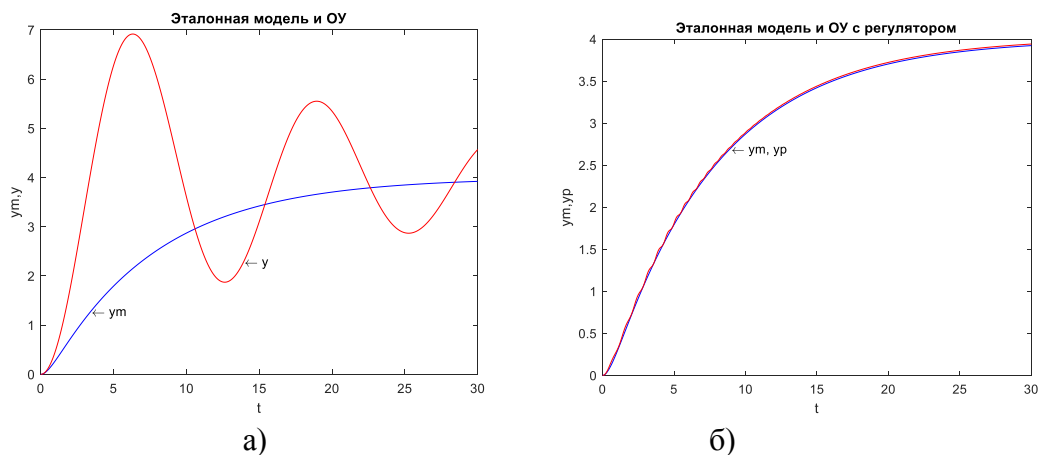 Эталонная модель и ОУ
7
6
5
4
3
2
1
0
ym,y
← y
← ym
0 5 10 15 20 25 30
t
а)
Эталонная модель и ОУ с регулятором
4
3.5
3
2.5
2
1.5
1
0.5
0
ym,yp
← ym, yp
0 5 10 15 20 25 30
t
б)